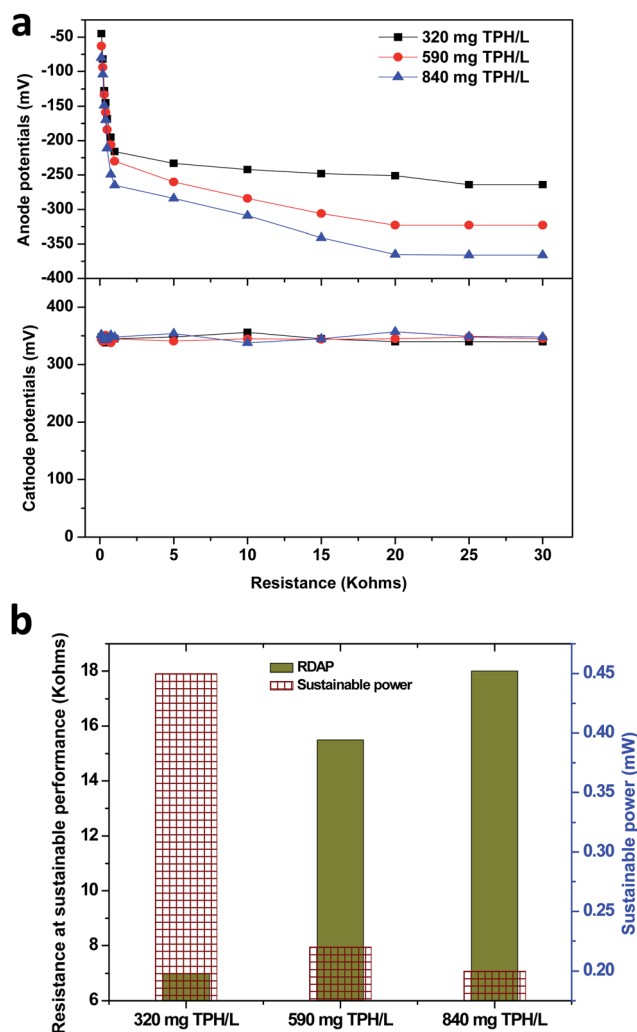 a
320 mg TPH/L
590 mg TPH/L
840 mg TPH/L
-50
-100
-150
-200
-250
-300
-350
-400
Anode potentials (mV)
400
300
200
100
0
Cathode potentials (mV)
0 5 10 15 20 25 30
Resistance (Kohms)
b
RDAP
Sustainable power
18
16
14
12
10
8
6
Resistance at sustainable performance (Kohms)
0.45
0.40
0.35
0.30
0.25
0.20
Sustainable power (mW)
320 mg TPH/L 590 mg TPH/L 840 mg TPH/L